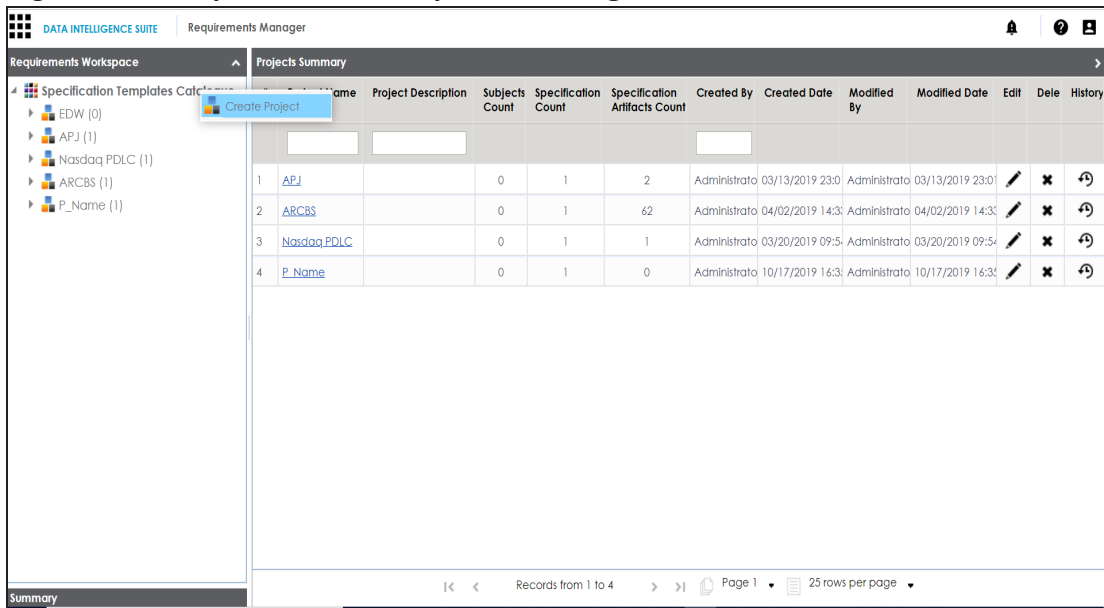 DATA INTELLIGENCE SUITE Requirements Manager
Requirements Workspace
Projects Summary
Specification Templates
Create Project
EDW (0)
APJ (1)
Nasdaq PDLC (1)
ARCBS (1)
P_Name (1)
Project Description Subjects Count Specification Count Specification Artifacts Count Created By Created Date Modified By Modified Date Edit Dele History
1 APJ 0 1 2 Administrato 03/13/2019 23:0 Administrato 03/13/2019 23:01
2 ARCBS 0 1 62 Administrato 04/02/2019 14:3 Administrato 04/02/2019 14:33
3 Nasdaq PDLC 0 1 1 Administrato 03/20/2019 09:5 Administrato 03/20/2019 09:54
4 P_Name 0 1 0 Administrato 10/17/2019 16:3 Administrato 10/17/2019 16:35
Records from 1 to 4 Page 1 25 rows per page
Summary